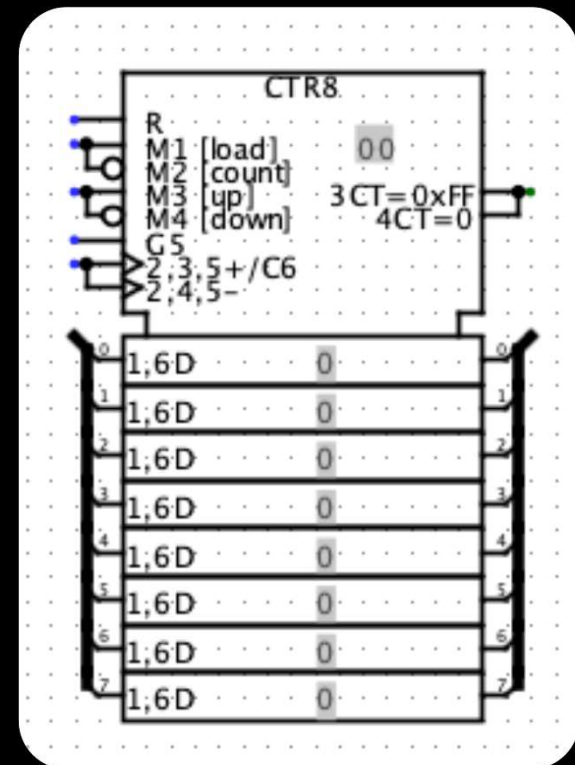 CTR8
R
M1 [load] 00
M2 [count]
M3 [up] 3CT=0xFF
M4 [down] 4CT=0
G5
2,3,5+/C6
2,4,5-
0 1,6D 0 0
1 1,6D 0 1
2 1,6D 0 2
3 1,6D 0 3
4 1,6D 0 4
5 1,6D 0 5
6 1,6D 0 6
7 1,6D 0 7